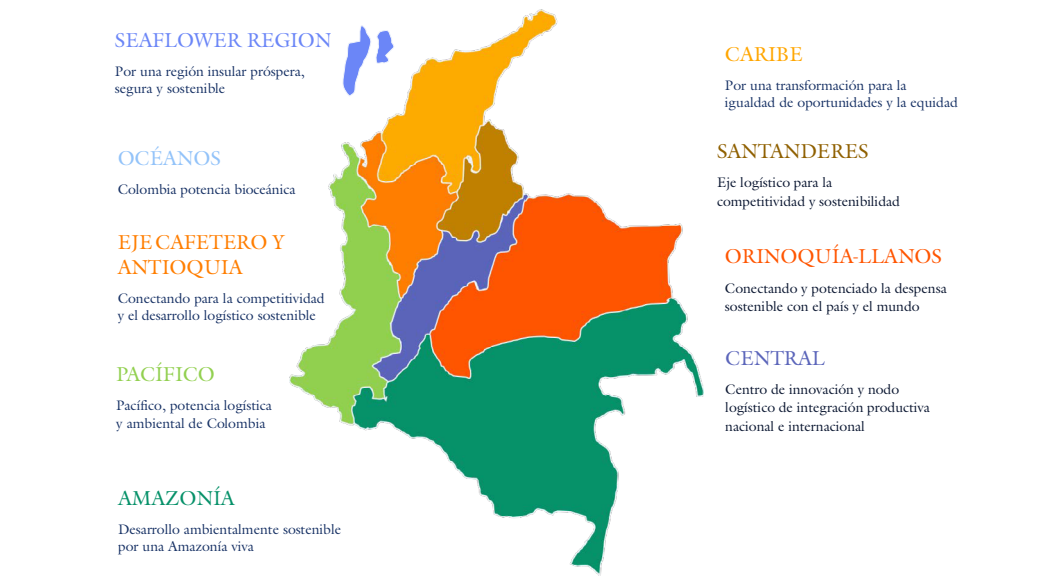 SEAFLOWER REGION
Por una región insular próspera,
segura y sostenible
OCÉANOS
Colombia potencia bioceánica
EJE CAFETERO Y
ANTIOQUIA
Conectando para la competitividad
y el desarrollo logístico sostenible
PACÍFICO
Pacífico, potencia logística
y ambiental de Colombia
AMAZONÍA
Desarrollo ambientalmente sostenible
por una Amazonía viva
CARIBE
Por una transformación para la
igualdad de oportunidades y la equidad
SANTANDERES
Eje logístico para la
competitividad y sostenibilidad
ORINOQUÍA-LLANOS
Conectando y potenciado la despensa
sostenible con el país y el mundo
CENTRAL
Centro de innovación y nodo
logístico de integración productiva
nacional e internacional